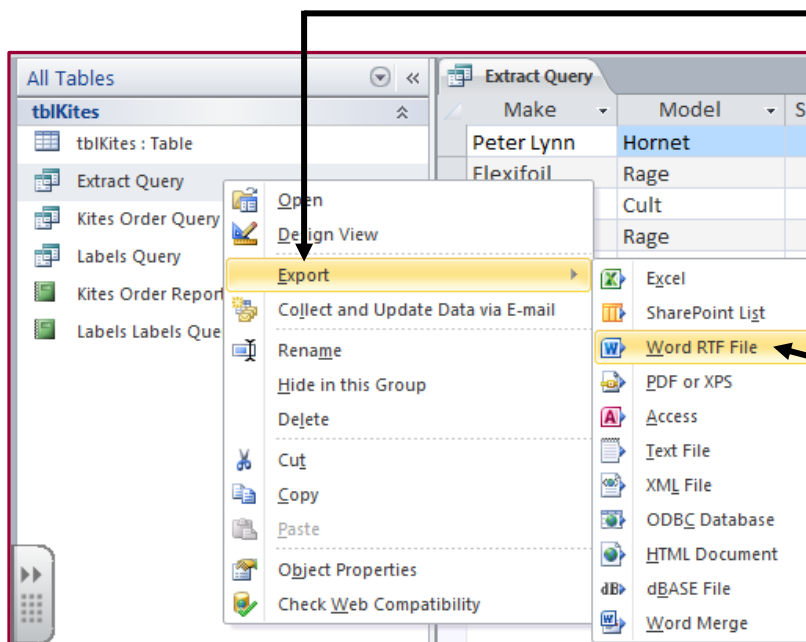 All Tables
tblKites
tblKites : Table
Extract Query
Kites Order Query
Labels Query
Kites Order Report
Labels Labels Que
Extract Query
Make Model S
Peter Lynn Hornet
Flexifoil Rage
Cult
Rage
Open
Design View
Export
Collect and Update Data via E-mail
Rename
Hide in this Group
Delete
Cut
Copy
Paste
Object Properties
Check Web Compatibility
Excel
SharePoint List
Word RTF File
PDF or XPS
Access
Text File
XML File
ODBC Database
HTML Document
dBASE File
Word Merge